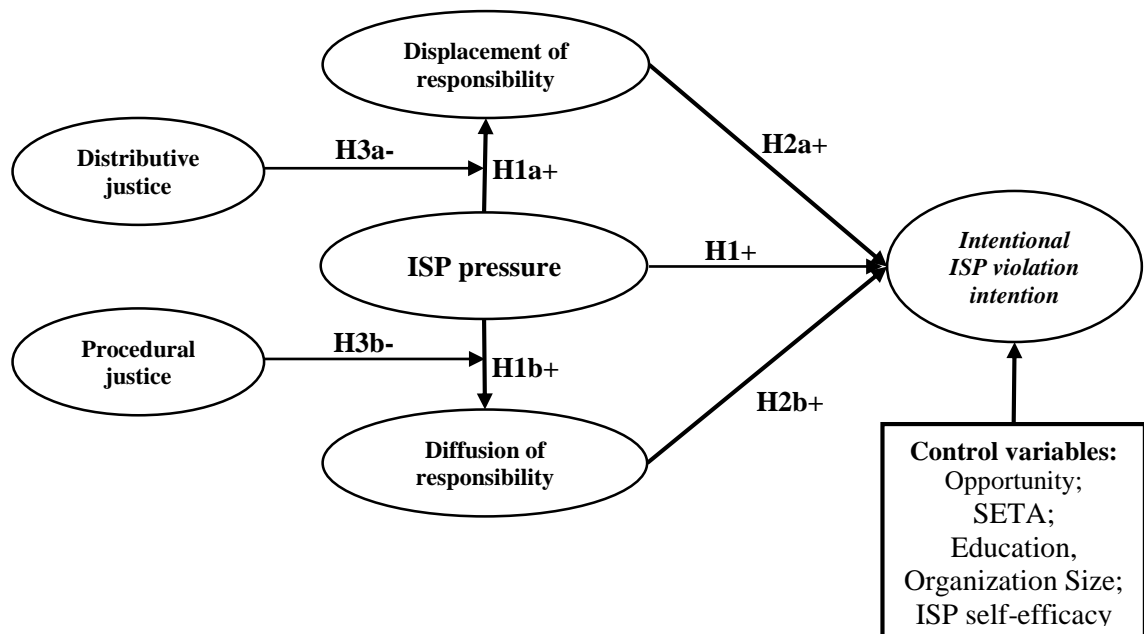 Displacement of
responsibility
Distributive
justice
H3a-
H1a+
H2a+
ISP pressure
H1+
Intentional
ISP violation
intention
Procedural
justice
H3b-
H1b+
H2b+
Diffusion of
responsibility
Control variables:
Opportunity;
SETA;
Education,
Organization Size;
ISP self-efficacy